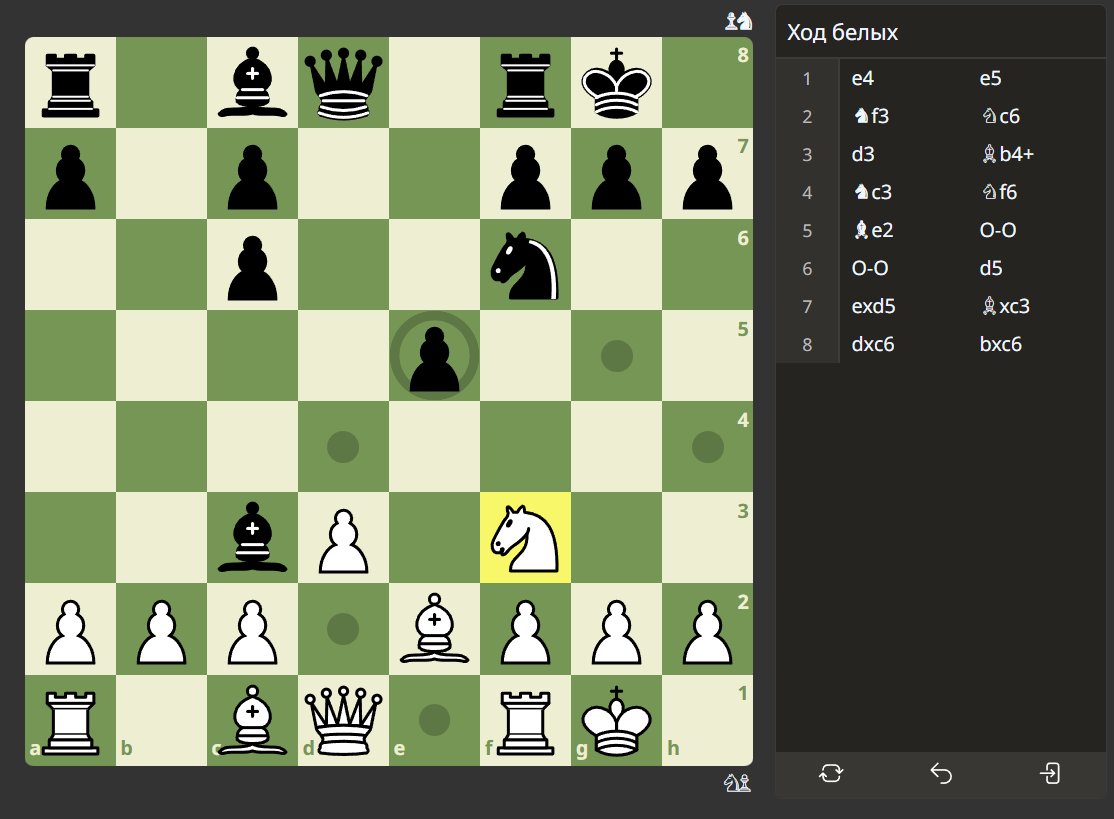 8
7
6
5
4
3
2
1
a b c d e f g h
Ход белых
1 e4 e5
2 ♞f3 ♘c6
3 d3 ♗b4+
4 ♞c3 ♘f6
5 ♝e2 O-O
6 O-O d5
7 exd5 ♗xc3
8 dxc6 bxc6